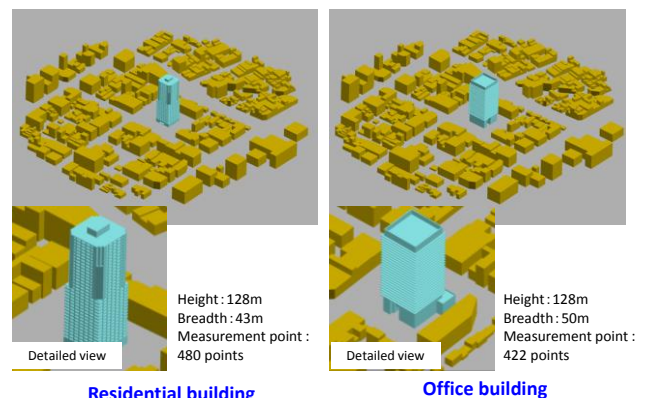 Height：128m
Breadth：43m
Measurement point：
480 points
Detailed view
Residential building
Height：128m
Breadth：50m
Measurement point：
422 points
Detailed view
Office building